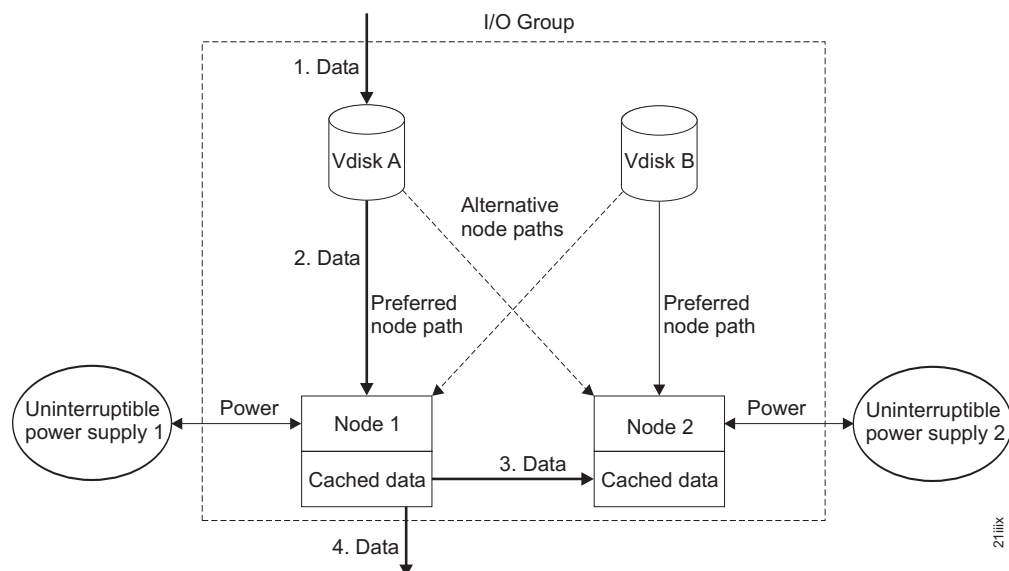 I/O Group
1. Data
Vdisk A
Vdisk B
Alternative
node paths
2. Data
Preferred
node path
Preferred
node path
Uninterruptible
power supply 1
Power
Node 1
Node 2
Power
Uninterruptible
power supply 2
Cached data
3. Data
Cached data
4. Data
21iiix